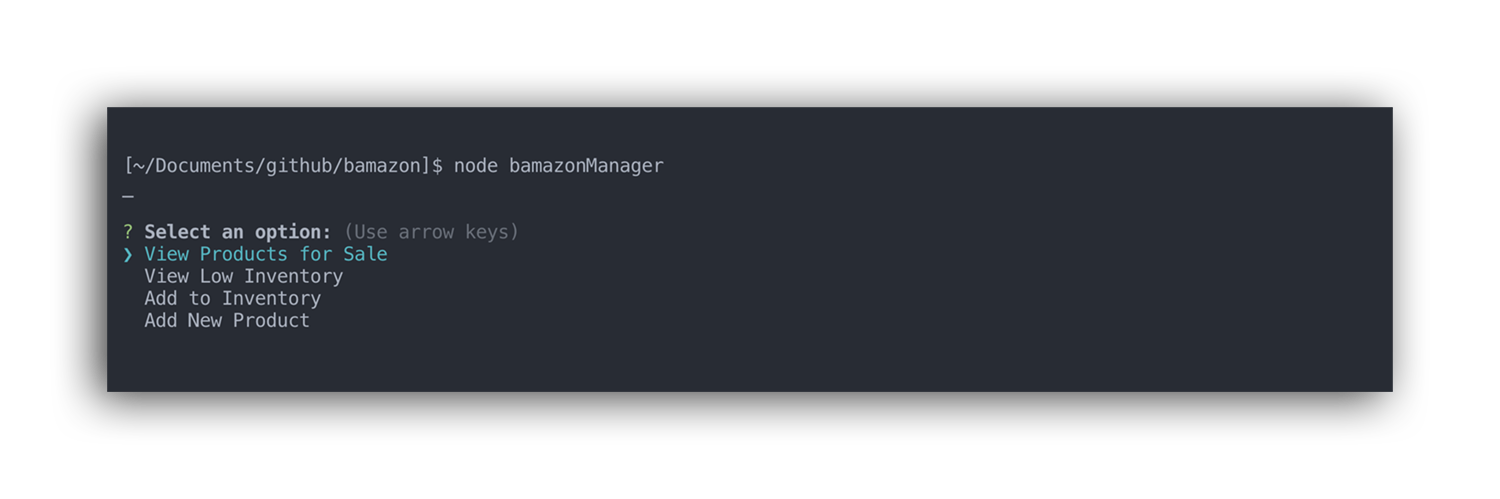 [~/Documents/github/bamazon]$ node bamazonManager
_
? Select an option: (Use arrow keys)
❯ View Products for Sale
View Low Inventory
Add to Inventory
Add New Product